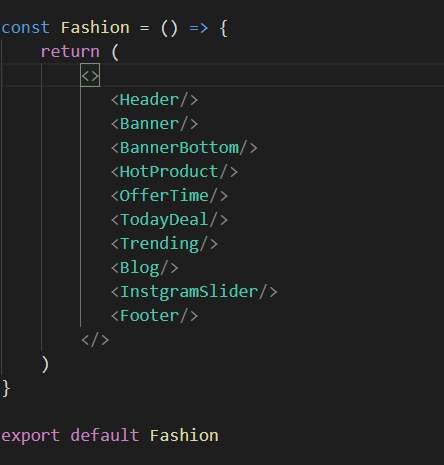 const Fashion = () => {
return (
<>
<Header/>
<Banner/>
<BannerBottom/>
<HotProduct/>
<OfferTime/>
<TodayDeal/>
<Trending/>
<Blog/>
<InstgramSlider/>
<Footer/>
</>
)
}
export default Fashion